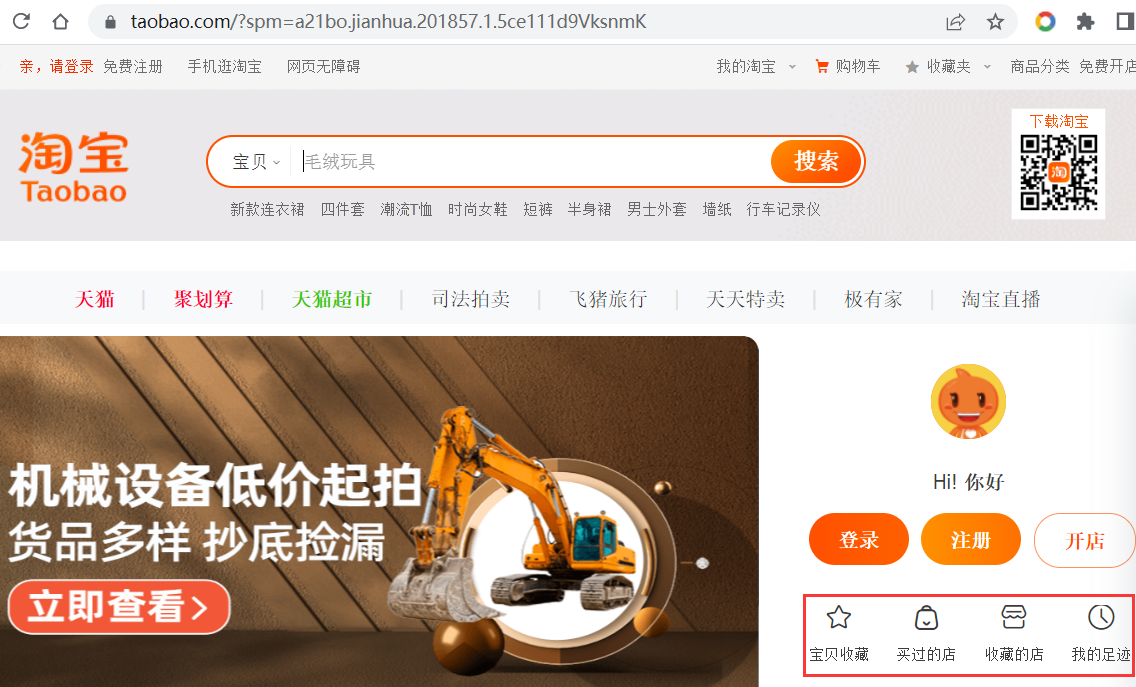 taobao.com/?spm=a21bo.jianhua.201857.1.5ce111d9VksnmK
亲，请登录 免费注册 手机逛淘宝 网页无障碍 我的淘宝 购物车 收藏夹 商品分类 免费开店
下载淘宝
淘宝
Taobao
宝贝 毛绒玩具 搜索
淘
新款连衣裙 四件套 潮流T恤 时尚女鞋 短裤 半身裙 男士外套 墙纸 行车记录仪
天猫 聚划算 天猫超市 司法拍卖 飞猪旅行 天天特卖 极有家 淘宝直播
机械设备低价起拍
货品多样 抄底捡漏
立即查看>
Hi! 你好
登录 注册 开店
宝贝收藏 买过的店 收藏的店 我的足迹